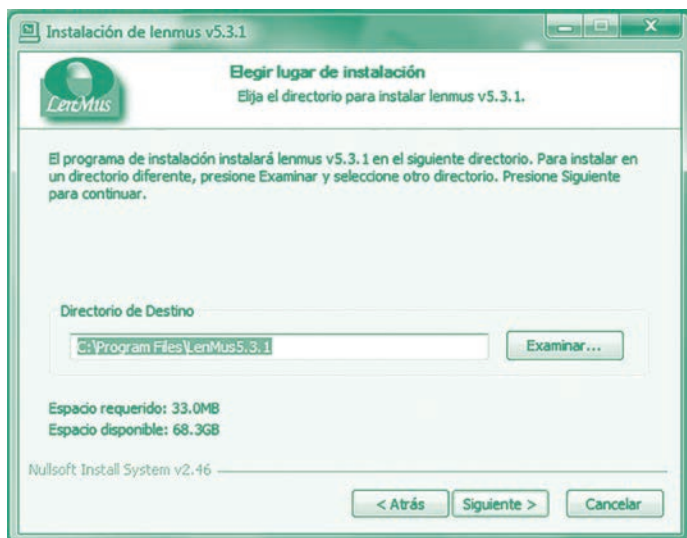 Instalación de lenmus v5.3.1
LenMus
Elegir lugar de instalación
Elija el directorio para instalar lenmus v5.3.1.
El programa de instalación instalará lenmus v5.3.1 en el siguiente directorio. Para instalar en
un directorio diferente, presione Examinar y seleccione otro directorio. Presione Siguiente
para continuar.
Directorio de Destino
C:\Program Files\LenMus5.3.1
Examinar...
Espacio requerido: 33.0MB
Espacio disponible: 68.3GB
Nullsoft Install System v2.46
< Atrás
Siguiente >
Cancelar